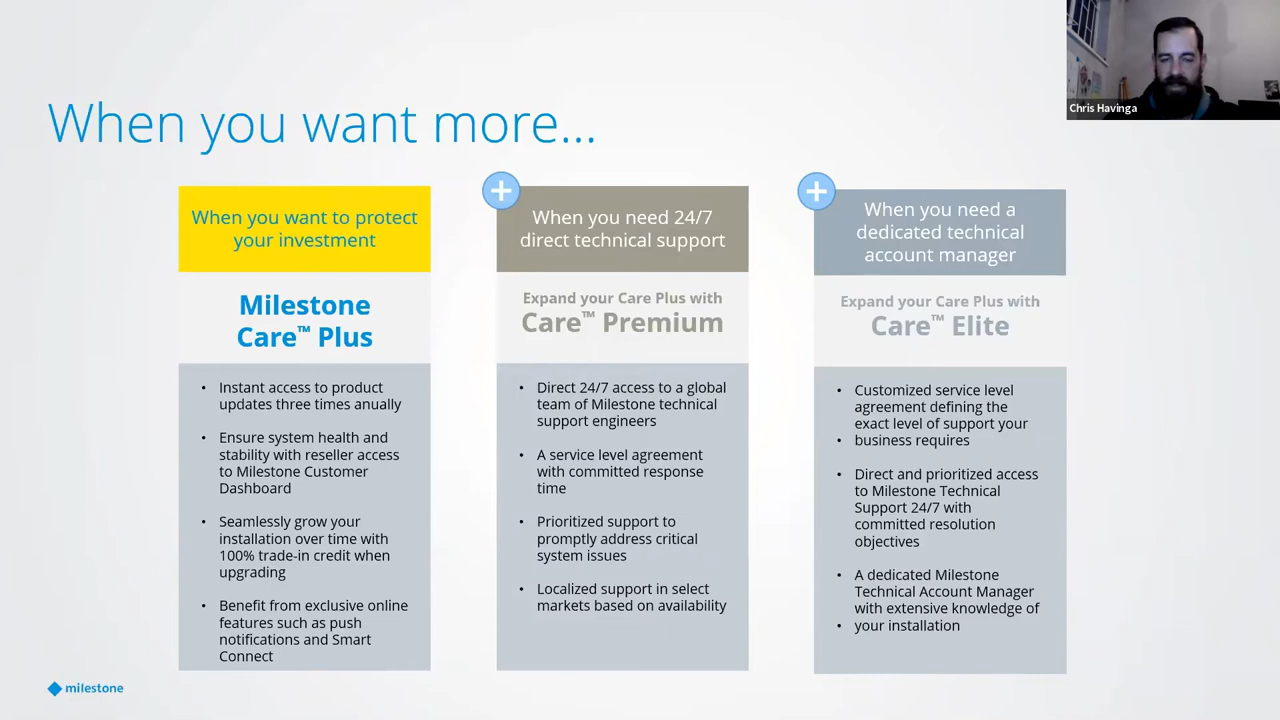 Chris Havinga
When you want more...
When you want to protect
your investment
Milestone
Care™ Plus
• Instant access to product
updates three times anually
• Ensure system health and
stability with reseller access
to Milestone Customer
Dashboard
• Seamlessly grow your
installation over time with
100% trade-in credit when
upgrading
• Benefit from exclusive online
features such as push
notifications and Smart
Connect
+
When you need 24/7
direct technical support
Expand your Care Plus with
Care™ Premium
• Direct 24/7 access to a global
team of Milestone technical
support engineers
• A service level agreement
with committed response
time
• Prioritized support to
promptly address critical
system issues
• Localized support in select
markets based on availability
+
When you need a
dedicated technical
account manager
Expand your Care Plus with
Care™ Elite
• Customized service level
agreement defining the
exact level of support your
• business requires
• Direct and prioritized access
to Milestone Technical
Support 24/7 with
committed resolution
objectives
• A dedicated Milestone
Technical Account Manager
with extensive knowledge of
• your installation
milestone